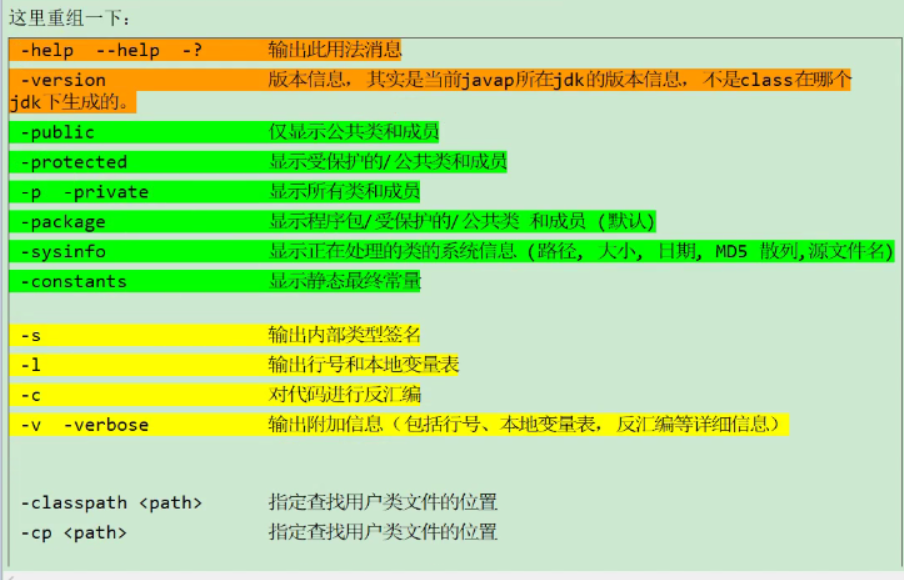 这里重组一下：
-help  --help  -?        输出此用法消息
-version                 版本信息，其实是当前javap所在jdk的版本信息，不是class在哪个
jdk下生成的。
-public                  仅显示公共类和成员
-protected               显示受保护的/公共类和成员
-p  -private             显示所有类和成员
-package                 显示程序包/受保护的/公共类 和成员 (默认)
-sysinfo                 显示正在处理的类的系统信息 (路径, 大小, 日期, MD5 散列,源文件名)
-constants               显示静态最终常量
-s                       输出内部类型签名
-l                       输出行号和本地变量表
-c                       对代码进行反汇编
-v  -verbose             输出附加信息（包括行号、本地变量表，反汇编等详细信息）
-classpath <path>        指定查找用户类文件的位置
-cp <path>               指定查找用户类文件的位置